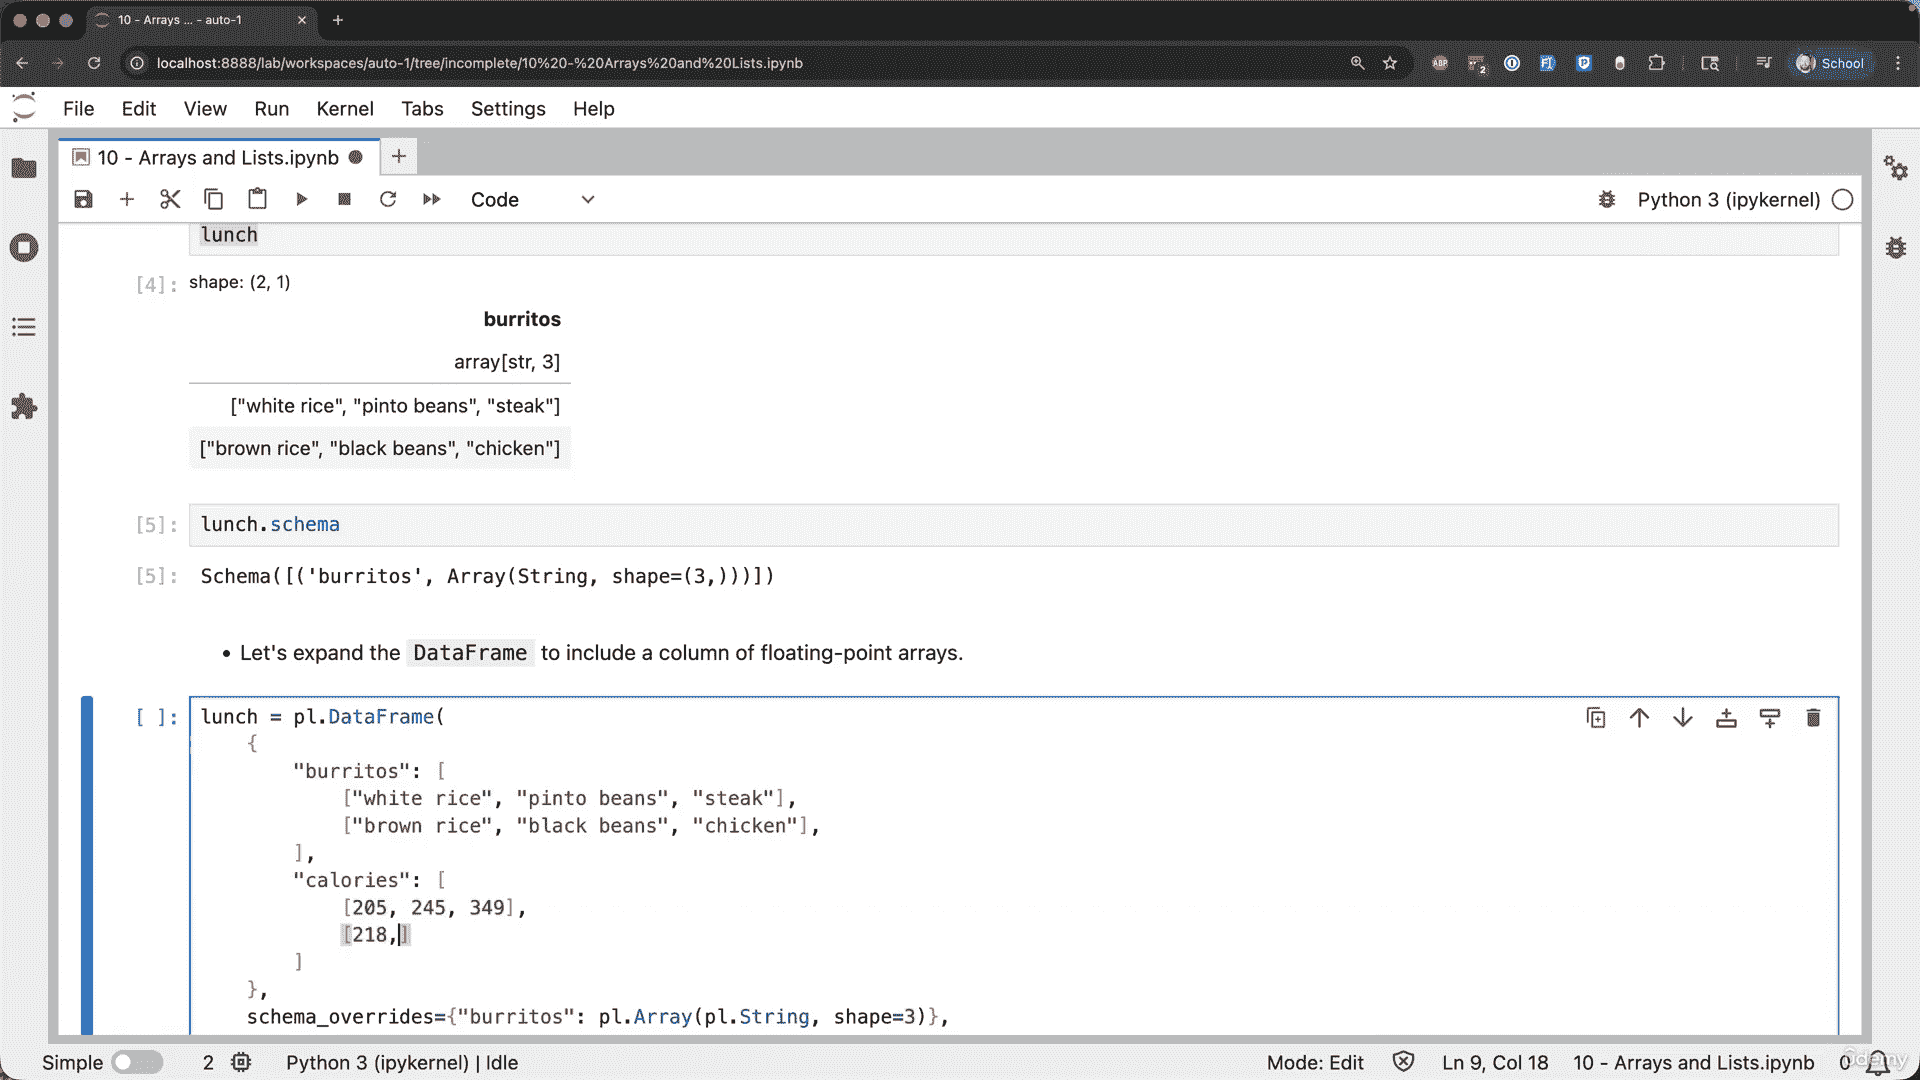 10 - Arrays ... - auto-1
localhost:8888/lab/workspaces/auto-1/tree/incomplete/10%20-%20Arrays%20and%20Lists.ipynb
ABP
2
School
File Edit View Run Kernel Tabs Settings Help
10 - Arrays and Lists.ipynb
Code
Python 3 (ipykernel)
lunch
[4]: shape: (2, 1)
burritos
array[str, 3]
["white rice", "pinto beans", "steak"]
["brown rice", "black beans", "chicken"]
[5]: lunch.schema
[5]: Schema([('burritos', Array(String, shape=(3,)))])
• Let's expand the DataFrame to include a column of floating-point arrays.
[ ]: lunch = pl.DataFrame(
{
"burritos": [
["white rice", "pinto beans", "steak"],
["brown rice", "black beans", "chicken"],
],
"calories": [
[205, 245, 349],
[218,]
]
},
schema_overrides={"burritos": pl.Array(pl.String, shape=3)},
Simple 2 Python 3 (ipykernel) | Idle Mode: Edit Ln 9, Col 18 10 - Arrays and Lists.ipynb 0
Udemy